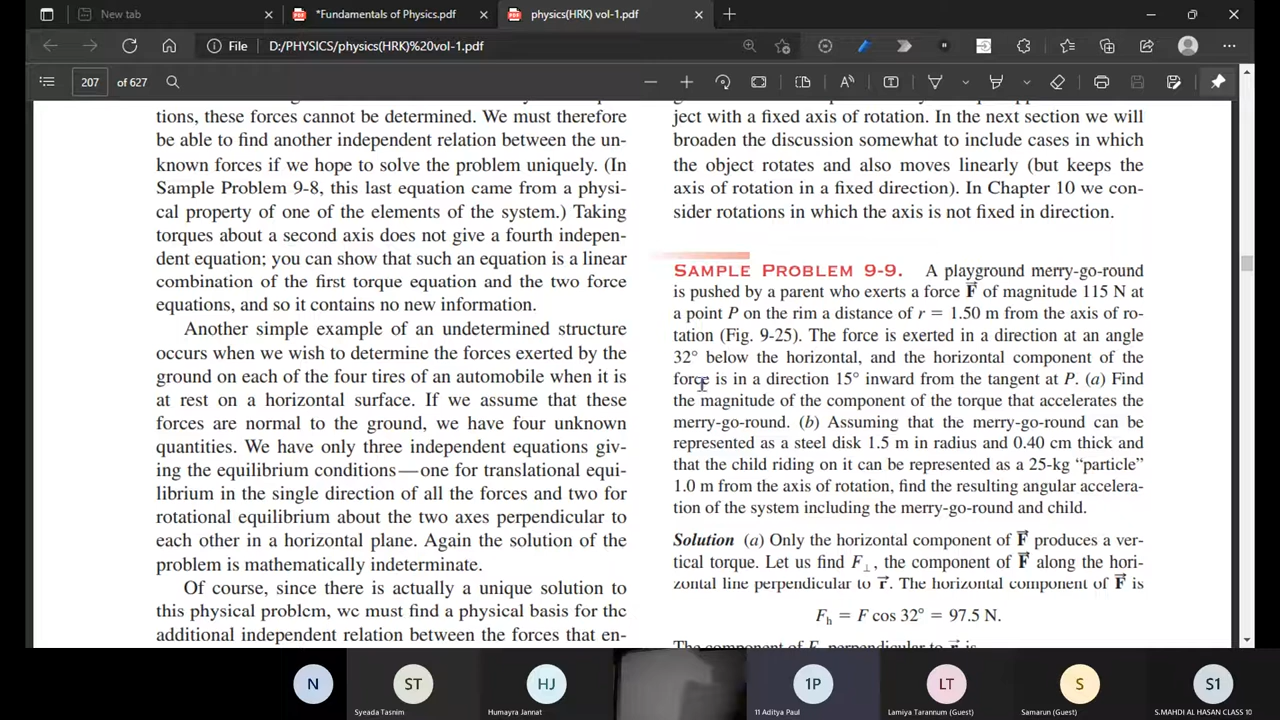 New tab
*Fundamentals of Physics.pdf
physics(HRK) vol-1.pdf
File D:/PHYSICS/physics(HRK)%20vol-1.pdf
207 of 627
tions, these forces cannot be determined. We must therefore
be able to find another independent relation between the un-
known forces if we hope to solve the problem uniquely. (In
Sample Problem 9-8, this last equation came from a physi-
cal property of one of the elements of the system.) Taking
torques about a second axis does not give a fourth indepen-
dent equation; you can show that such an equation is a linear
combination of the first torque equation and the two force
equations, and so it contains no new information.
Another simple example of an undetermined structure
occurs when we wish to determine the forces exerted by the
ground on each of the four tires of an automobile when it is
at rest on a horizontal surface. If we assume that these
forces are normal to the ground, we have four unknown
quantities. We have only three independent equations giv-
ing the equilibrium conditions—one for translational equi-
librium in the single direction of all the forces and two for
rotational equilibrium about the two axes perpendicular to
each other in a horizontal plane. Again the solution of the
problem is mathematically indeterminate.
Of course, since there is actually a unique solution to
this physical problem, we must find a physical basis for the
additional independent relation between the forces that en-
ject with a fixed axis of rotation. In the next section we will
broaden the discussion somewhat to include cases in which
the object rotates and also moves linearly (but keeps the
axis of rotation in a fixed direction). In Chapter 10 we con-
sider rotations in which the axis is not fixed in direction.
SAMPLE PROBLEM 9-9. A playground merry-go-round
is pushed by a parent who exerts a force F⃗ of magnitude 115 N at
a point P on the rim a distance of r = 1.50 m from the axis of ro-
tation (Fig. 9-25). The force is exerted in a direction at an angle
32° below the horizontal, and the horizontal component of the
force is in a direction 15° inward from the tangent at P. (a) Find
the magnitude of the component of the torque that accelerates the
merry-go-round. (b) Assuming that the merry-go-round can be
represented as a steel disk 1.5 m in radius and 0.40 cm thick and
that the child riding on it can be represented as a 25-kg “particle”
1.0 m from the axis of rotation, find the resulting angular accelera-
tion of the system including the merry-go-round and child.
Solution (a) Only the horizontal component of F⃗ produces a ver-
tical torque. Let us find F⊥, the component of F⃗ along the hori-
zontal line perpendicular to r⃗. The horizontal component of F⃗ is
Fh = F cos 32° = 97.5 N.
The component of F perpendicular to r⃗ is
N
ST
HJ
1P
LT
S
S1
Syeada Tasnim
Humayra Jannat
11 Aditya Paul
Lamiya Tarannum (Guest)
Samarun (Guest)
S.MAHDI AL HASAN CLASS 10